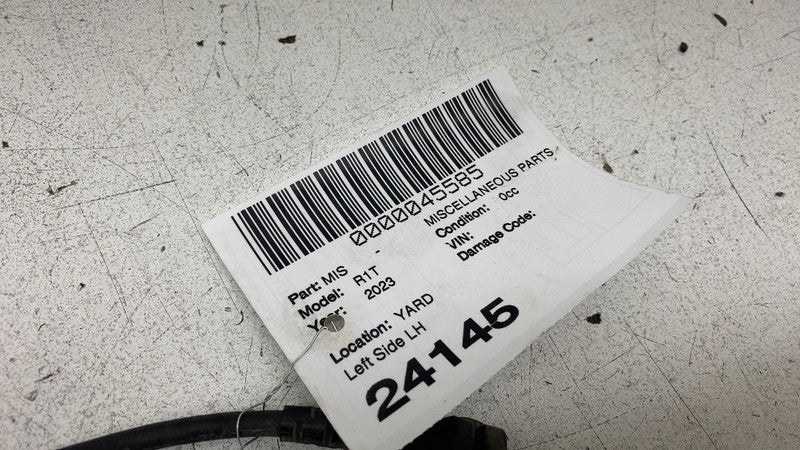 0000045585
Part: MIS - MISCELLANEOUS PARTS
Model: R1T Condition: 0cc
Year: 2023 VIN:
Damage Code:
Location: YARD
Left Side LH
24145